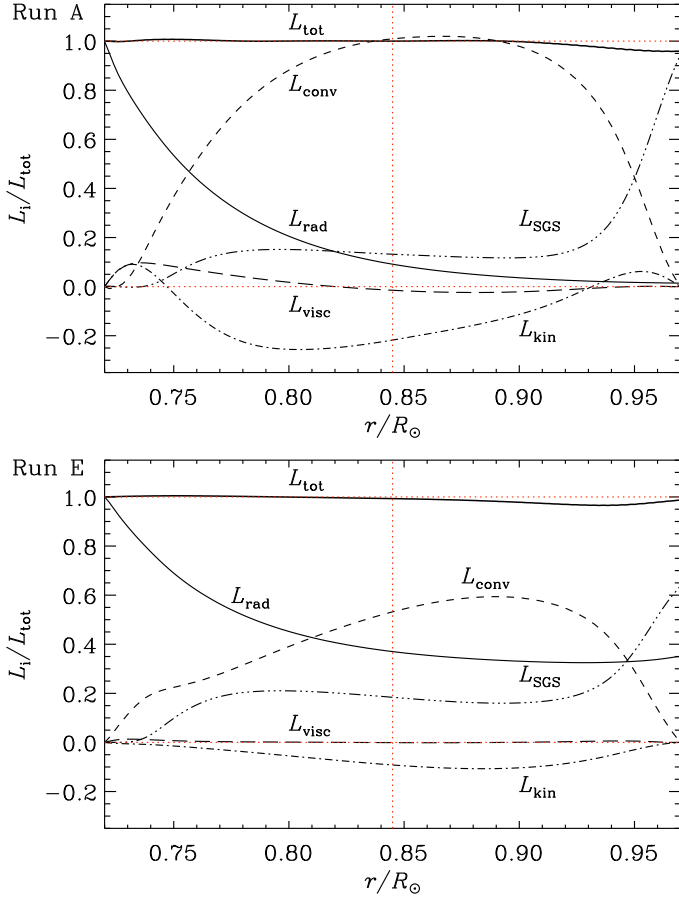 Run A
L_tot
1.0
L_conv
0.8
0.6
L_i/L_tot
0.4
L_rad
L_SGS
0.2
0.0
L_visc
L_kin
−0.2
0.75 0.80 0.85 0.90 0.95
r/R_⊙
Run E
L_tot
1.0
0.8
L_conv
L_rad
0.6
L_i/L_tot
0.4
L_SGS
0.2
L_visc
0.0
L_kin
−0.2
0.75 0.80 0.85 0.90 0.95
r/R_⊙